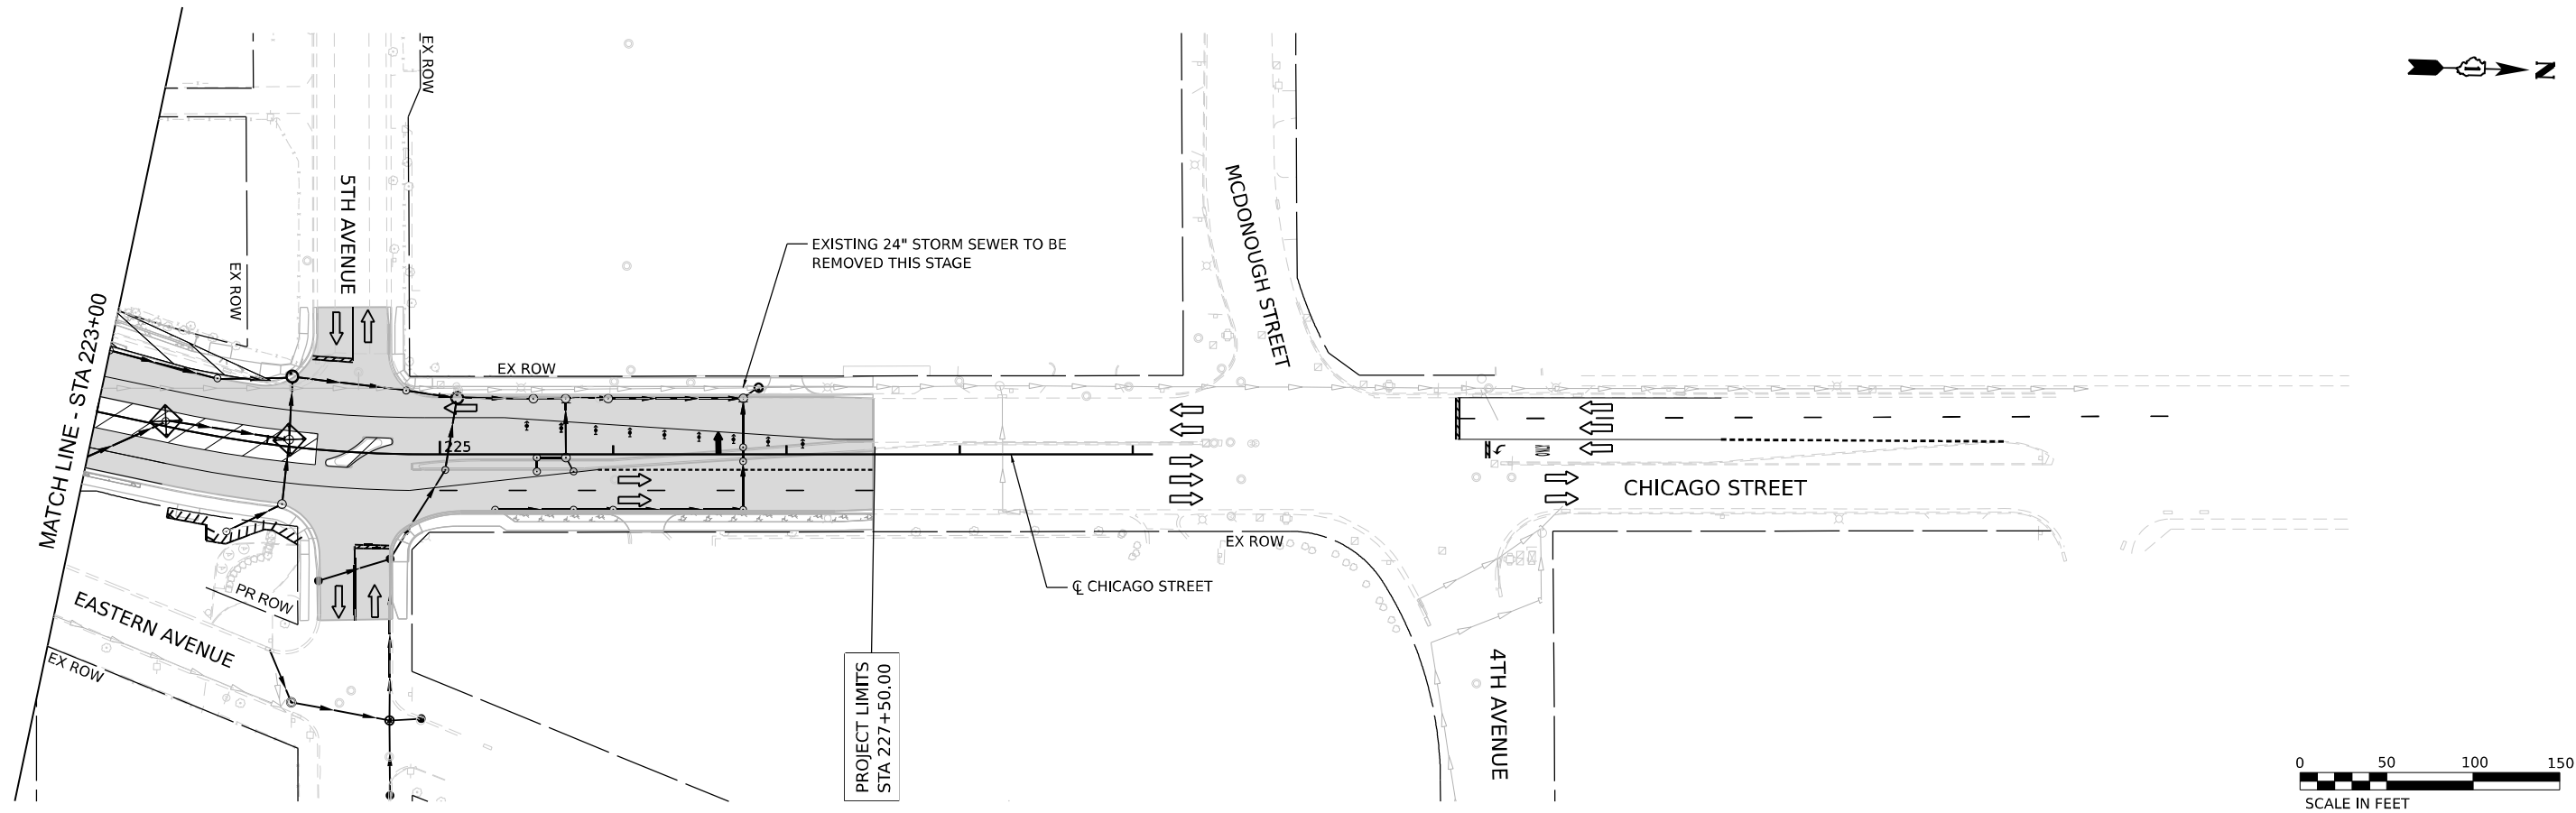 EX ROW
N
5TH AVENUE
MCDONOUGH STREET
EXISTING 24" STORM SEWER TO BE
REMOVED THIS STAGE
EX ROW
MATCH LINE - STA 223+00
EX ROW
225
CHICAGO STREET
EX ROW
℄ CHICAGO STREET
PR ROW
EASTERN AVENUE
EX ROW
PROJECT LIMITS
STA 227+50.00
4TH AVENUE
0 50 100 150
SCALE IN FEET